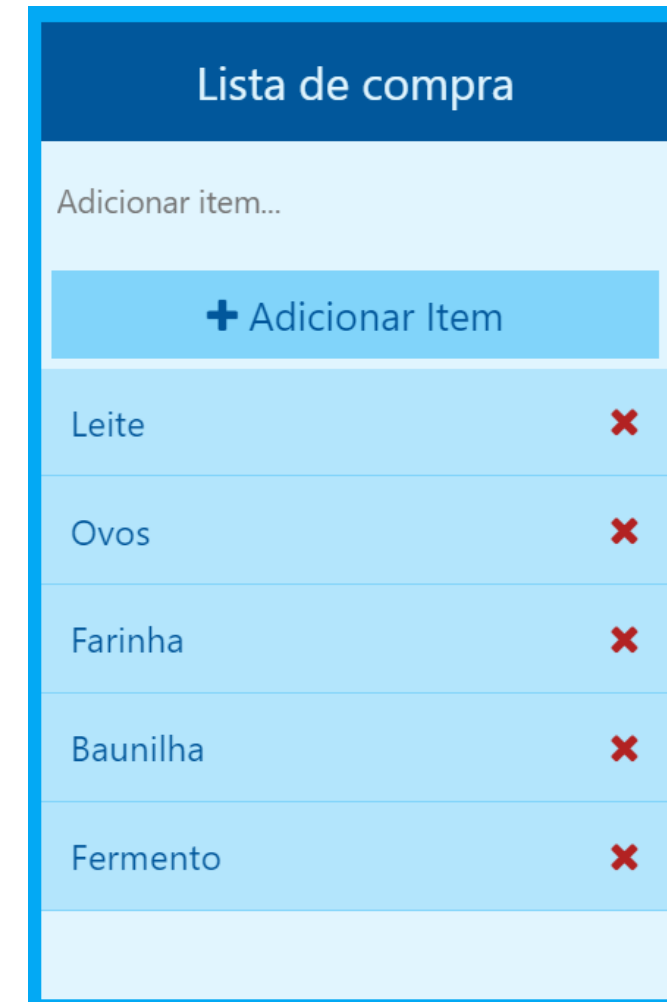 Lista de compra
Adicionar item...
Adicionar Item
Leite
Ovos
Farinha
Baunilha
Fermento